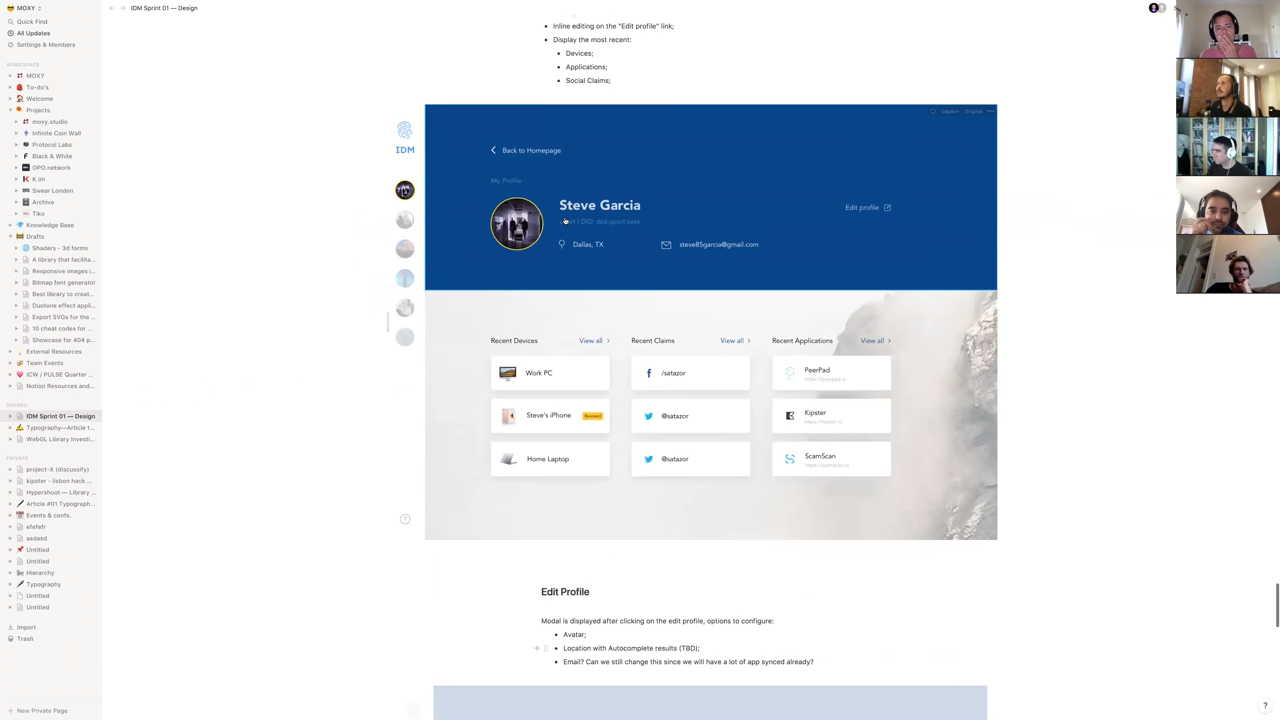 MOXY
IDM Sprint 01 — Design
Quick Find
All Updates
Settings & Members
WORKSPACE
MOXY
To-do's
Welcome
Projects
moxy.studio
Infinite Coin Wall
Protocol Labs
Black & White
OPO.network
K.im
Swear London
Archive
Tiko
Knowledge Base
Drafts
Shaders - 3d forms
A library that facilita...
Responsive images i...
Bitmap font generator
Best library to creat...
Duotone effect appli...
Export SVGs for the...
10 cheat codes for ...
Showcase for 404 p...
External Resources
Team Events
ICW / PULSE Quarter ...
Notion Resources and...
SHARED
IDM Sprint 01 — Design
Typography—Article t...
WebGL Library Investi...
PRIVATE
project-X (discussify)
kipster - lisbon hack ...
Hypershoot — Library ...
Article #01 Typograph...
Events & confs.
efefefr
asdasd
Untitled
Untitled
Hierarchy
Typography
Untitled
Untitled
Import
Trash
New Private Page
Inline editing on the "Edit profile" link;
Display the most recent:
Devices;
Applications;
Social Claims;
Caption Original
IDM
Back to Homepage
My Profile
Steve Garcia
Edit profile
Dallas, TX
steve85garcia@gmail.com
Recent Devices View all
Work PC
Steve's iPhone Revoked
Home Laptop
Recent Claims View all
/satazor
@satazor
@satazor
Recent Applications View all
PeerPad
Kipster
ScamScan
?
Edit Profile
Modal is displayed after clicking on the edit profile, options to configure:
Avatar;
Location with Autocomplete results (TBD);
Email? Can we still change this since we will have a lot of app synced already?
?